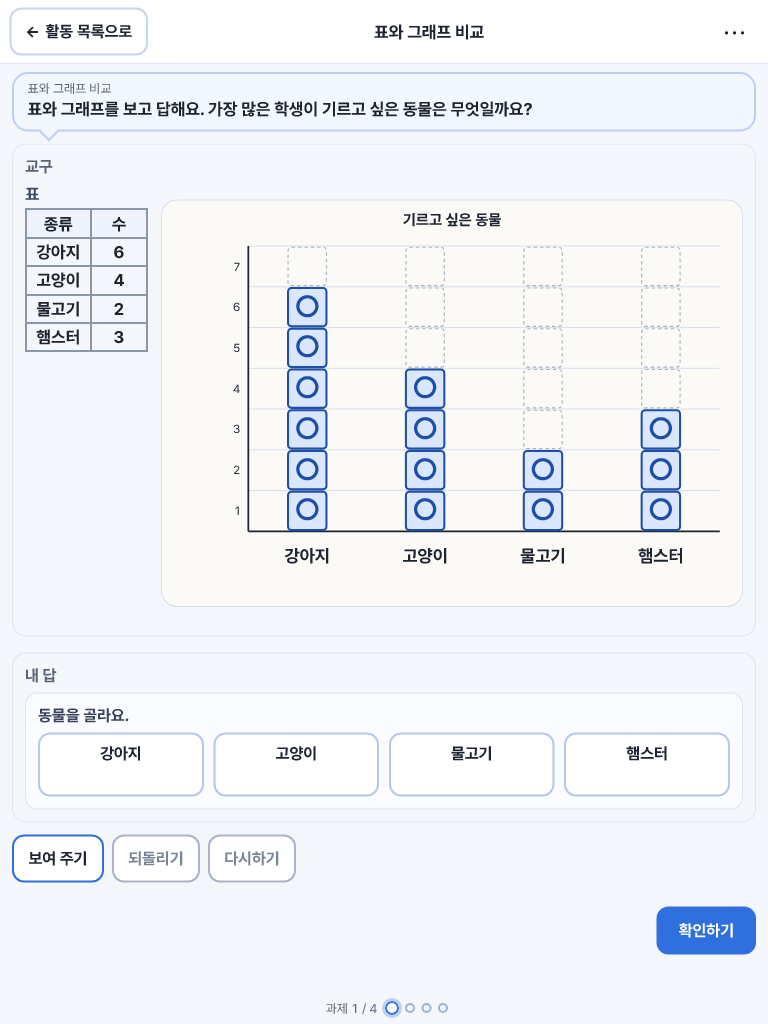 ← 활동 목록으로
표와 그래프 비교
...
표와 그래프 비교
표와 그래프를 보고 답해요. 가장 많은 학생이 기르고 싶은 동물은 무엇일까요?
교구
표
종류 수
강아지 6
고양이 4
물고기 2
햄스터 3
기르고 싶은 동물
7
6
5
4
3
2
1
강아지 고양이 물고기 햄스터
내 답
동물을 골라요.
강아지 고양이 물고기 햄스터
보여 주기 되돌리기 다시하기
확인하기
과제 1 / 4